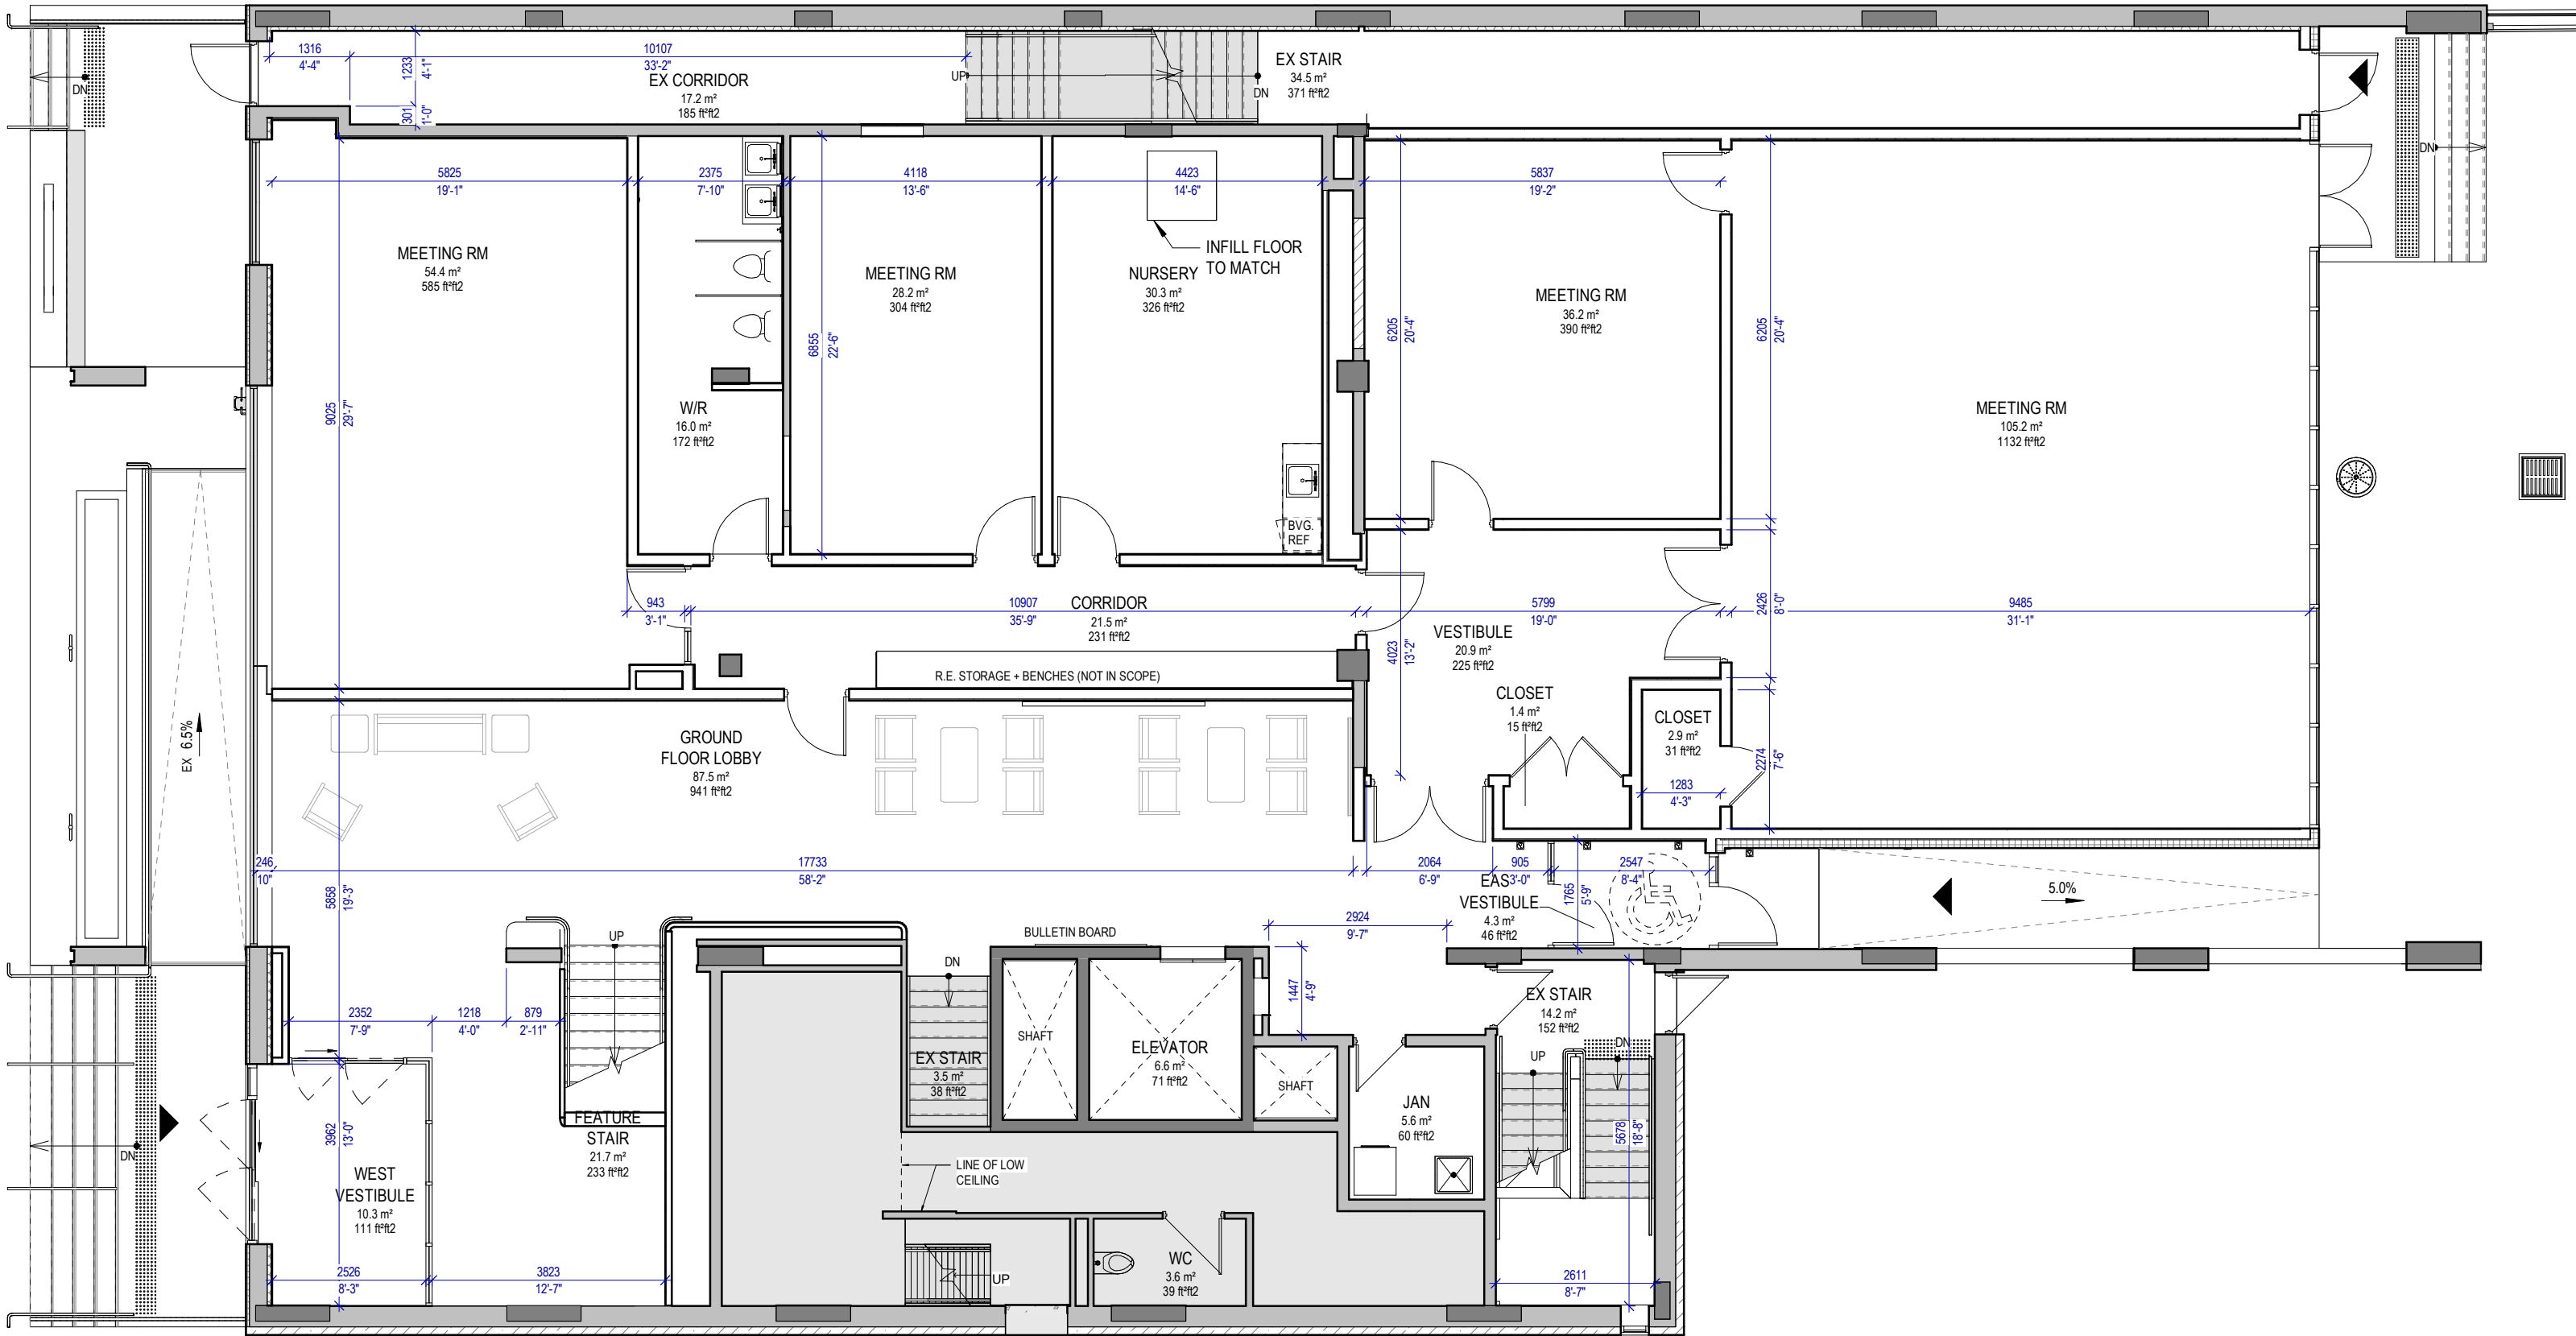 1316
4'-4"
10107
33'-2"
1233
4'-1"
301
1'-0"
EX CORRIDOR
17.2 m²
185 ft²ft2
UP
DN
EX STAIR
34.5 m²
371 ft²ft2
DN
DN
5825
19'-1"
2375
7'-10"
4118
13'-6"
4423
14'-6"
5837
19'-2"
MEETING RM
54.4 m²
585 ft²ft2
MEETING RM
28.2 m²
304 ft²ft2
NURSERY
30.3 m²
326 ft²ft2
INFILL FLOOR
TO MATCH
MEETING RM
36.2 m²
390 ft²ft2
6855
22'-6"
6205
20'-4"
6205
20'-4"
9025
29'-7"
W/R
16.0 m²
172 ft²ft2
MEETING RM
105.2 m²
1132 ft²ft2
BVG.
REF
943
3'-1"
10907
35'-9"
CORRIDOR
21.5 m²
231 ft²ft2
5799
19'-0"
2426
8'-0"
9485
31'-1"
4023
13'-2"
VESTIBULE
20.9 m²
225 ft²ft2
R.E. STORAGE + BENCHES (NOT IN SCOPE)
CLOSET
1.4 m²
15 ft²ft2
CLOSET
2.9 m²
31 ft²ft2
2274
7'-6"
1283
4'-3"
EX 6.5%
GROUND
FLOOR LOBBY
87.5 m²
941 ft²ft2
246
10"
17733
58'-2"
5858
19'-3"
2064
6'-9"
905
3'-0"
2547
8'-4"
1765
5'-9"
EAS
VESTIBULE
4.3 m²
46 ft²ft2
5.0%
2924
9'-7"
BULLETIN BOARD
UP
DN
1447
4'-9"
2352
7'-9"
1218
4'-0"
879
2'-11"
SHAFT
ELEVATOR
6.6 m²
71 ft²ft2
EX STAIR
3.5 m²
38 ft²ft2
SHAFT
EX STAIR
14.2 m²
152 ft²ft2
UP
DN
JAN
5.6 m²
60 ft²ft2
5678
18'-8"
FEATURE
STAIR
21.7 m²
233 ft²ft2
3962
13'-0"
DN
WEST
VESTIBULE
10.3 m²
111 ft²ft2
LINE OF LOW
CEILING
2526
8'-3"
3823
12'-7"
UP
WC
3.6 m²
39 ft²ft2
2611
8'-7"